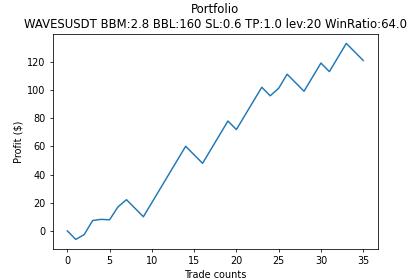 Portfolio
WAVESUSDT BBM:2.8 BBL:160 SL:0.6 TP:1.0 lev:20 WinRatio:64.0
120
100
80
60
40
20
0
Profit ($)
0 5 10 15 20 25 30 35
Trade counts